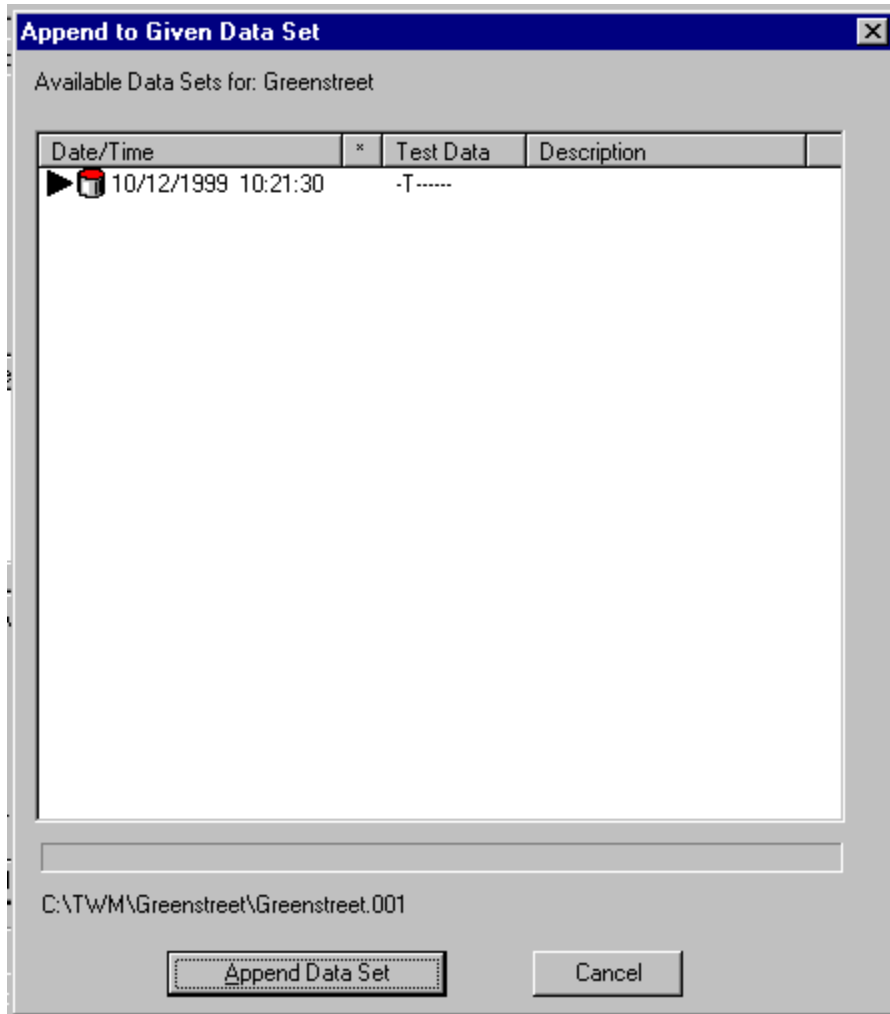 Append to Given Data Set
Available Data Sets for: Greenstreet
Date/Time * Test Data Description
10/12/1999 10:21:30 -T------
C:\TWM\Greenstreet\Greenstreet.001
Append Data Set Cancel